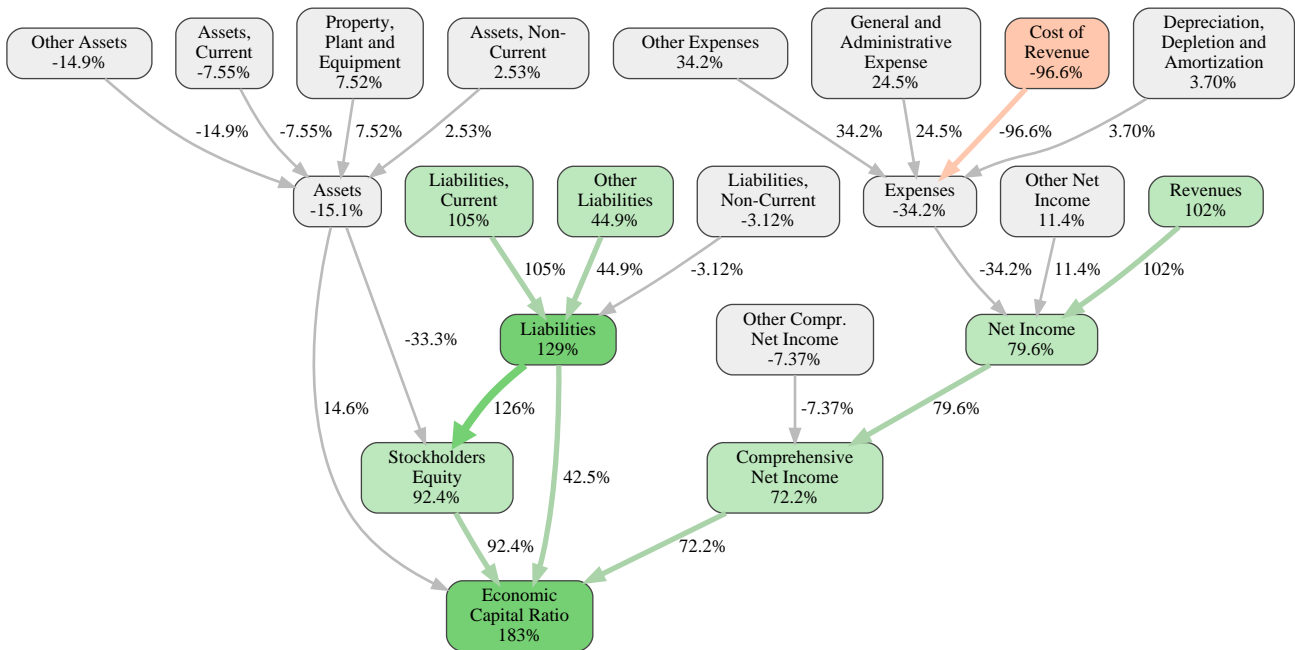 Other Assets
-14.9%
Assets,
Current
-7.55%
Property,
Plant and
Equipment
7.52%
Assets, Non-
Current
2.53%
Other Expenses
34.2%
General and
Administrative
Expense
24.5%
Cost of
Revenue
-96.6%
Depreciation,
Depletion and
Amortization
3.70%
-14.9%
-7.55%
7.52%
2.53%
34.2%
24.5%
-96.6%
3.70%
Assets
-15.1%
Liabilities,
Current
105%
Other
Liabilities
44.9%
Liabilities,
Non-Current
-3.12%
Expenses
-34.2%
Other Net
Income
11.4%
Revenues
102%
105%
44.9%
-3.12%
-34.2%
11.4%
102%
Liabilities
129%
Other Compr.
Net Income
-7.37%
Net Income
79.6%
-33.3%
14.6%
126%
-7.37%
79.6%
Stockholders
Equity
92.4%
42.5%
Comprehensive
Net Income
72.2%
92.4%
72.2%
Economic
Capital Ratio
183%